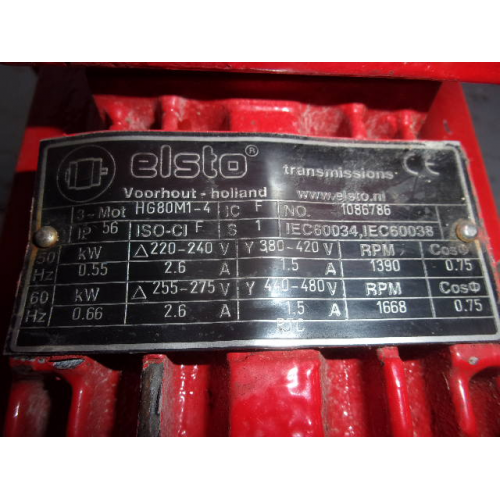 elsto® transmissions CE
Voorhout - holland www.elsto.nl
3-Mot HG80M1-4 IC F NO. 1086786
IP 56 ISO-Cl F S 1 IEC60034,IEC60038
50 Hz kW △ 220-240 V Y 380-420 V RPM CosΦ
0.55 2.6 A 1.5 A 1390 0.75
60 Hz kW △ 255-275 V Y 440-480 V RPM CosΦ
0.66 2.6 A 1.5 A 1668 0.75